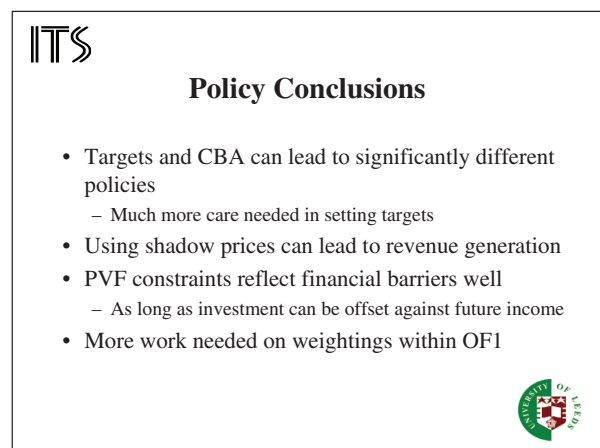 ITS
Policy Conclusions
• Targets and CBA can lead to significantly different
policies
– Much more care needed in setting targets
• Using shadow prices can lead to revenue generation
• PVF constraints reflect financial barriers well
– As long as investment can be offset against future income
• More work needed on weightings within OF1
UNIVERSITY OF LEEDS